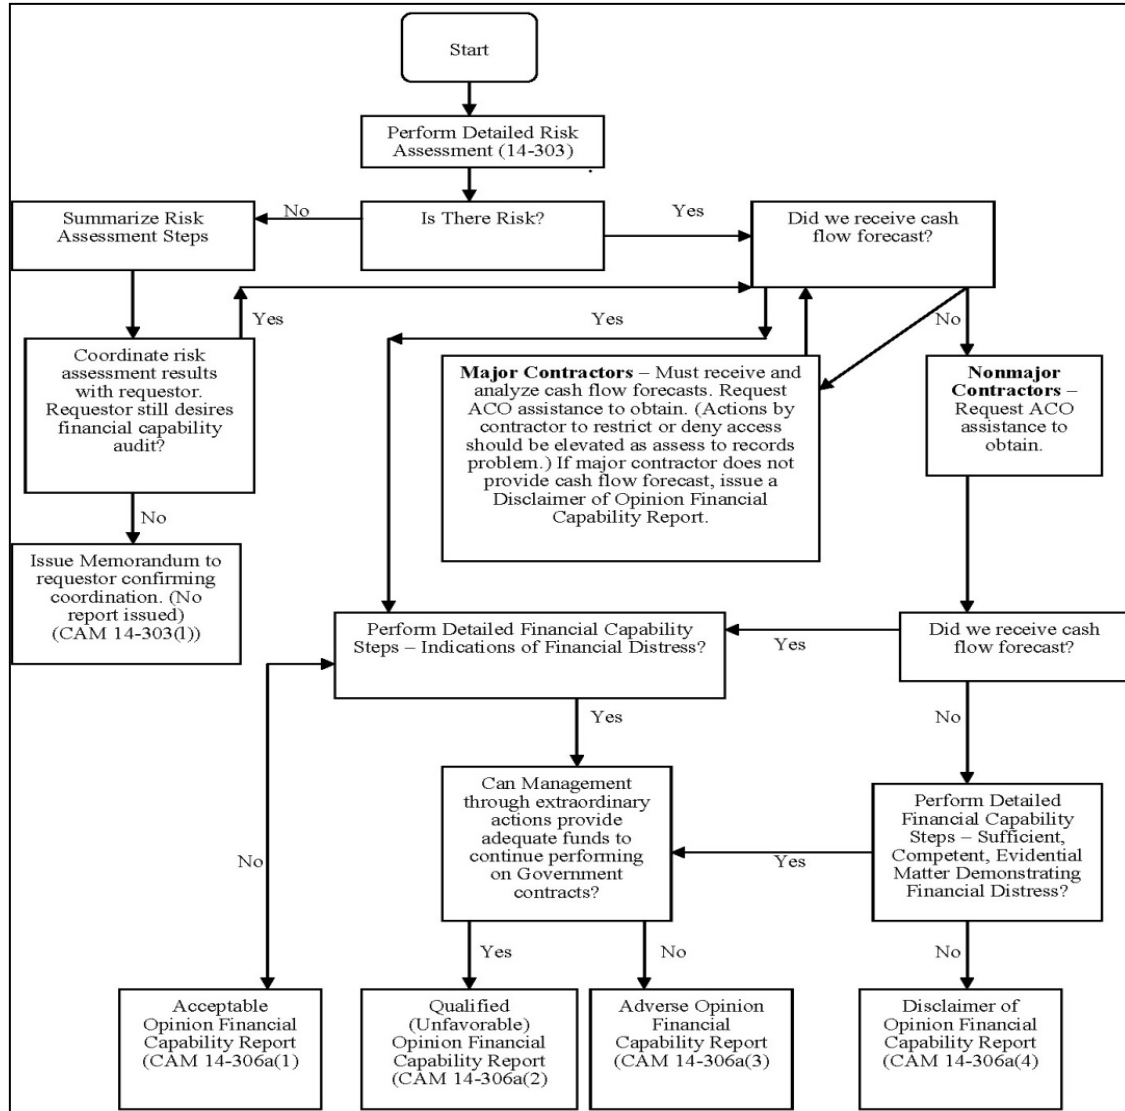 Start
Perform Detailed Risk
Assessment (14-303)
Summarize Risk
Assessment Steps
No
Is There Risk?
Yes
Did we receive cash
flow forecast?
Yes
Yes
No
Coordinate risk
assessment results
with requestor.
Requestor still desires
financial capability
audit?
Major Contractors – Must receive and
analyze cash flow forecasts. Request
ACO assistance to obtain. (Actions by
contractor to restrict or deny access
should be elevated as assess to records
problem.) If major contractor does not
provide cash flow forecast, issue a
Disclaimer of Opinion Financial
Capability Report.
Nonmajor
Contractors –
Request ACO
assistance to
obtain.
No
Issue Memorandum to
requestor confirming
coordination. (No
report issued)
(CAM 14-303(l))
Perform Detailed Financial Capability
Steps – Indications of Financial Distress?
Yes
Did we receive cash
flow forecast?
Yes
No
Can Management
through extraordinary
actions provide
adequate funds to
continue performing
on Government
contracts?
Perform Detailed
Financial Capability
Steps – Sufficient,
Competent, Evidential
Matter Demonstrating
Financial Distress?
No
Yes
Yes
No
No
Acceptable
Opinion Financial
Capability Report
(CAM 14-306a(1)
Qualified
(Unfavorable)
Opinion Financial
Capability Report
(CAM 14-306a(2)
Adverse Opinion
Financial
Capability Report
(CAM 14-306a(3)
Disclaimer of
Opinion Financial
Capability Report
(CAM 14-306a(4)